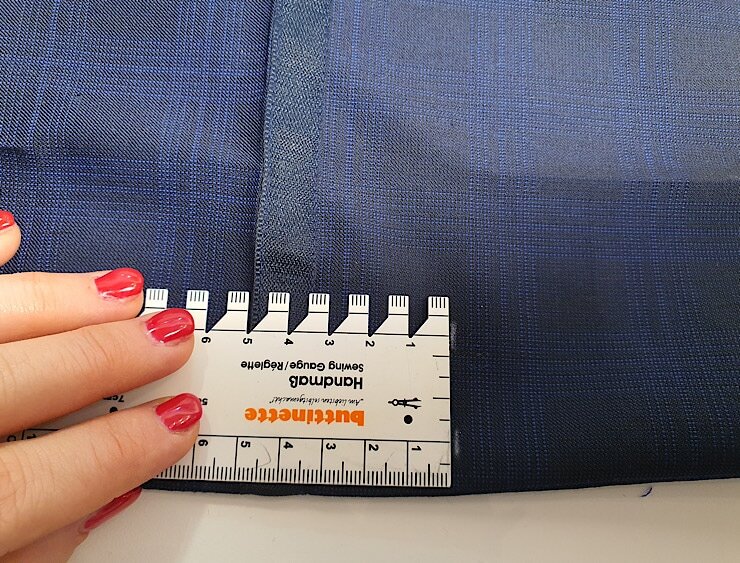 1 2 3 4 5 6
buttinette
"Am liebsten selbstgemacht!"
Handmaß
Sewing Gauge/Réglette
1 2 3 4 5 6